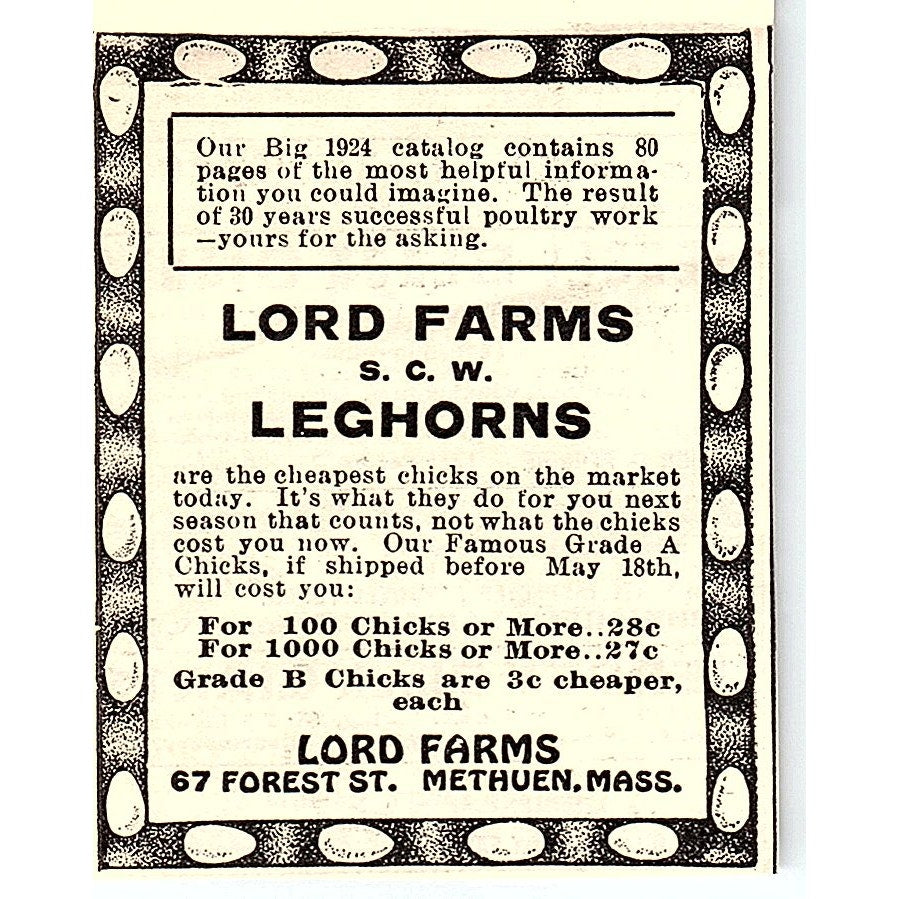 Our Big 1924 catalog contains 80
pages of the most helpful informa-
tion you could imagine. The result
of 30 years successful poultry work
—yours for the asking.
LORD FARMS
S. C. W.
LEGHORNS
are the cheapest chicks on the market
today. It's what they do for you next
season that counts, not what the chicks
cost you now. Our Famous Grade A
Chicks, if shipped before May 18th,
will cost you:
For 100 Chicks or More..28c
For 1000 Chicks or More..27c
Grade B Chicks are 3c cheaper,
each
LORD FARMS
67 FOREST ST. METHUEN, MASS.